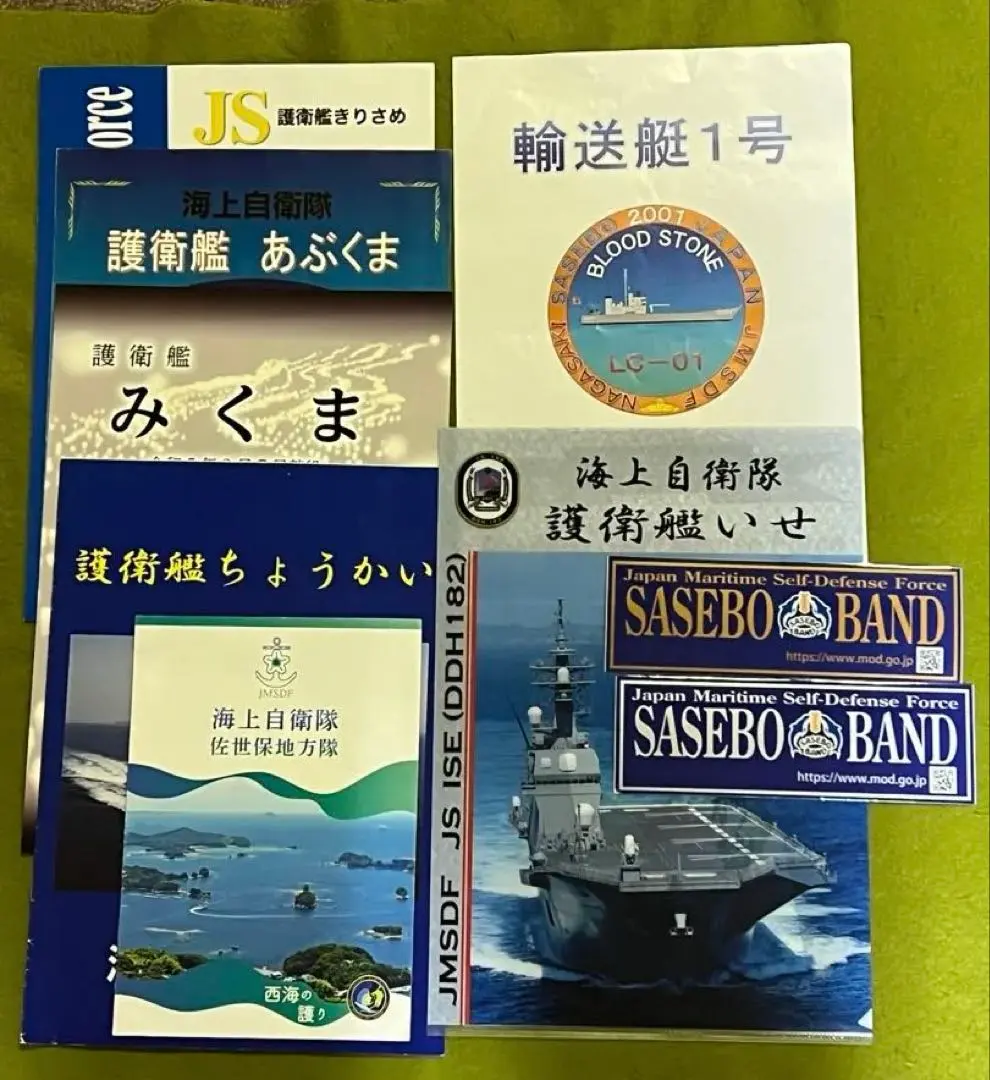 orce
JS 護衛艦きりさめ
海上自衛隊
護衛艦 あぶくま
護衛艦
みくま
護衛艦ちょうかい
JMSDF
海上自衛隊
佐世保地方隊
西海の
護り
輸送艇1号
NAGASAKI SASEBO 2001 JAPAN JMSDF
BLOOD STONE
LC-01
海上自衛隊
護衛艦いせ
JMSDF JS ISE (DDH182)
Japan Maritime Self-Defense Force
SASEBO BAND
SASEBO
BAND
https://www.mod.go.jp
Japan Maritime Self-Defense Force
SASEBO BAND
SASEBO
BAND
https://www.mod.go.jp